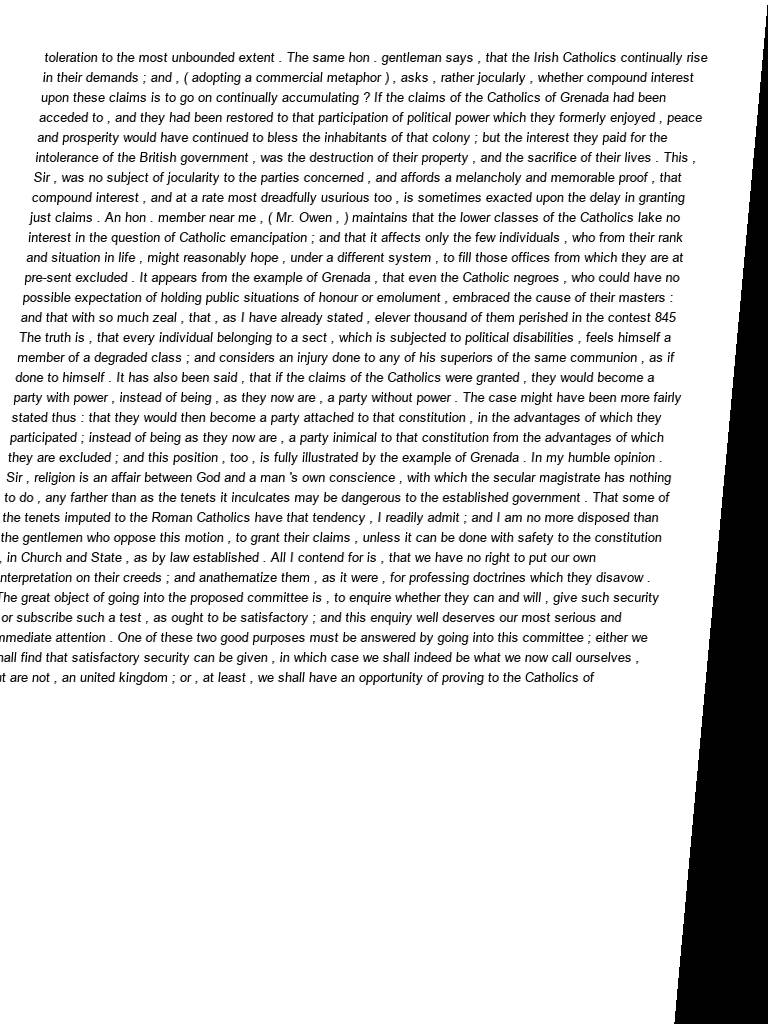 toleration to the most unbounded extent . The same hon . gentleman says , that the Irish Catholics continually rise
in their demands ; and , ( adopting a commercial metaphor ) , asks , rather jocularly , whether compound interest
upon these claims is to go on continually accumulating ? If the claims of the Catholics of Grenada had been
acceded to , and they had been restored to that participation of political power which they formerly enjoyed , peace
and prosperity would have continued to bless the inhabitants of that colony ; but the interest they paid for the
intolerance of the British government , was the destruction of their property , and the sacrifice of their lives . This ,
Sir , was no subject of jocularity to the parties concerned , and affords a melancholy and memorable proof , that
compound interest , and at a rate most dreadfully usurious too , is sometimes exacted upon the delay in granting
just claims . An hon . member near me , ( Mr. Owen , ) maintains that the lower classes of the Catholics lake no
interest in the question of Catholic emancipation ; and that it affects only the few individuals , who from their rank
and situation in life , might reasonably hope , under a different system , to fill those offices from which they are at
pre-sent excluded . It appears from the example of Grenada , that even the Catholic negroes , who could have no
possible expectation of holding public situations of honour or emolument , embraced the cause of their masters :
and that with so much zeal , that , as I have already stated , elever thousand of them perished in the contest 845
The truth is , that every individual belonging to a sect , which is subjected to political disabilities , feels himself a
member of a degraded class ; and considers an injury done to any of his superiors of the same communion , as if
done to himself . It has also been said , that if the claims of the Catholics were granted , they would become a
party with power , instead of being , as they now are , a party without power . The case might have been more fairly
stated thus : that they would then become a party attached to that constitution , in the advantages of which they
participated ; instead of being as they now are , a party inimical to that constitution from the advantages of which
they are excluded ; and this position , too , is fully illustrated by the example of Grenada . In my humble opinion .
Sir , religion is an affair between God and a man 's own conscience , with which the secular magistrate has nothing
to do , any farther than as the tenets it inculcates may be dangerous to the established government . That some of
the tenets imputed to the Roman Catholics have that tendency , I readily admit ; and I am no more disposed than
the gentlemen who oppose this motion , to grant their claims , unless it can be done with safety to the constitution
, in Church and State , as by law established . All I contend for is , that we have no right to put our own
nterpretation on their creeds ; and anathematize them , as it were , for professing doctrines which they disavow .
The great object of going into the proposed committee is , to enquire whether they can and will , give such security
or subscribe such a test , as ought to be satisfactory ; and this enquiry well deserves our most serious and
mmediate attention . One of these two good purposes must be answered by going into this committee ; either we
hall find that satisfactory security can be given , in which case we shall indeed be what we now call ourselves ,
are not , an united kingdom ; or , at least , we shall have an opportunity of proving to the Catholics of